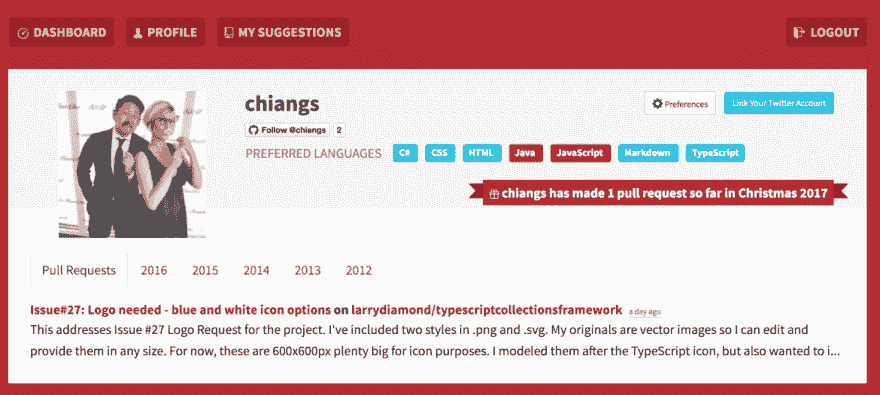 DASHBOARD PROFILE MY SUGGESTIONS LOGOUT
chiangs
Preferences Link Your Twitter Account
Follow @chiangs 2
PREFERRED LANGUAGES C# CSS HTML Java JavaScript Markdown TypeScript
chiangs has made 1 pull request so far in Christmas 2017
Pull Requests 2016 2015 2014 2013 2012
Issue#27: Logo needed - blue and white icon options on larrydiamond/typescriptcollectionsframework a day ago
This addresses Issue #27 Logo Request for the project. I've included two styles in .png and .svg. My originals are vector images so I can edit and
provide them in any size. For now, these are 600x600px plenty big for icon purposes. I modeled them after the TypeScript icon, but also wanted to i...